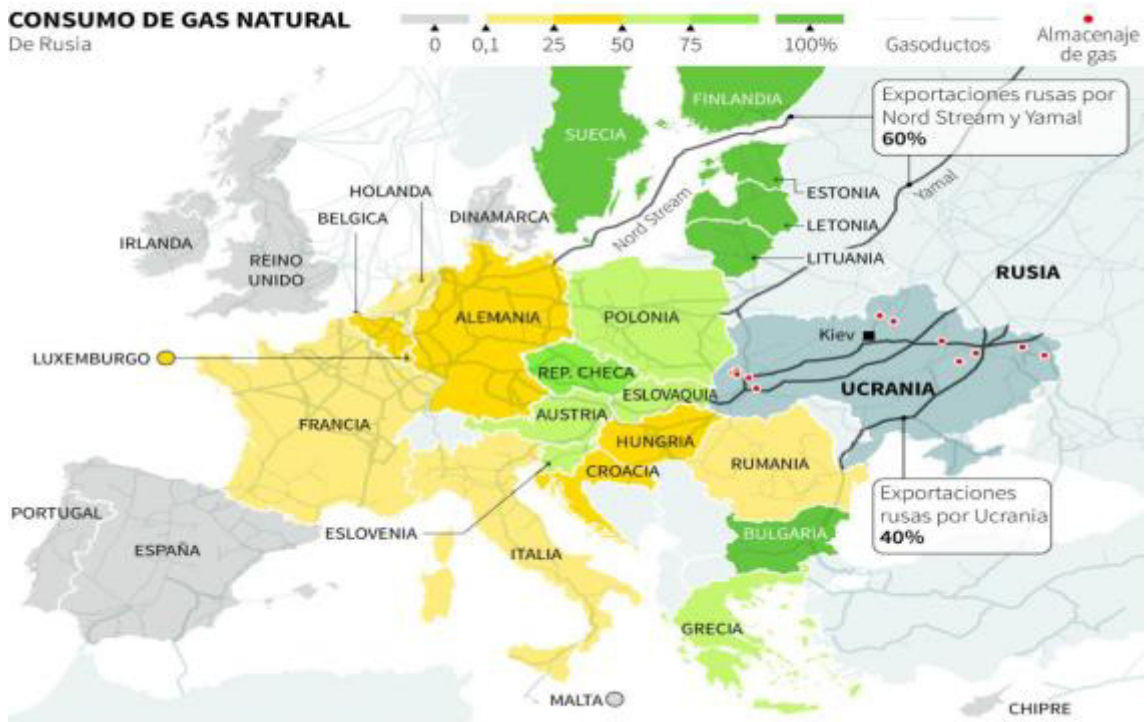 CONSUMO DE GAS NATURAL
De Rusia
0
0,1
25
50
75
100%
Gasoductos
Almacenaje
de gas
FINLANDIA
SUECIA
Exportaciones rusas por
Nord Stream y Yamal
60%
ESTONIA
LETONIA
LITUANIA
Nord Stream
Yamal
HOLANDA
BELGICA
DINAMARCA
IRLANDA
REINO
UNIDO
RUSIA
ALEMANIA
POLONIA
Kiev
LUXEMBURGO
REP. CHECA
ESLOVAQUIA
UCRANIA
AUSTRIA
FRANCIA
HUNGRIA
CROACIA
RUMANIA
PORTUGAL
ESPAÑA
ESLOVENIA
ITALIA
BULGARIA
Exportaciones
rusas por Ucrania
40%
GRECIA
MALTA
CHIPRE